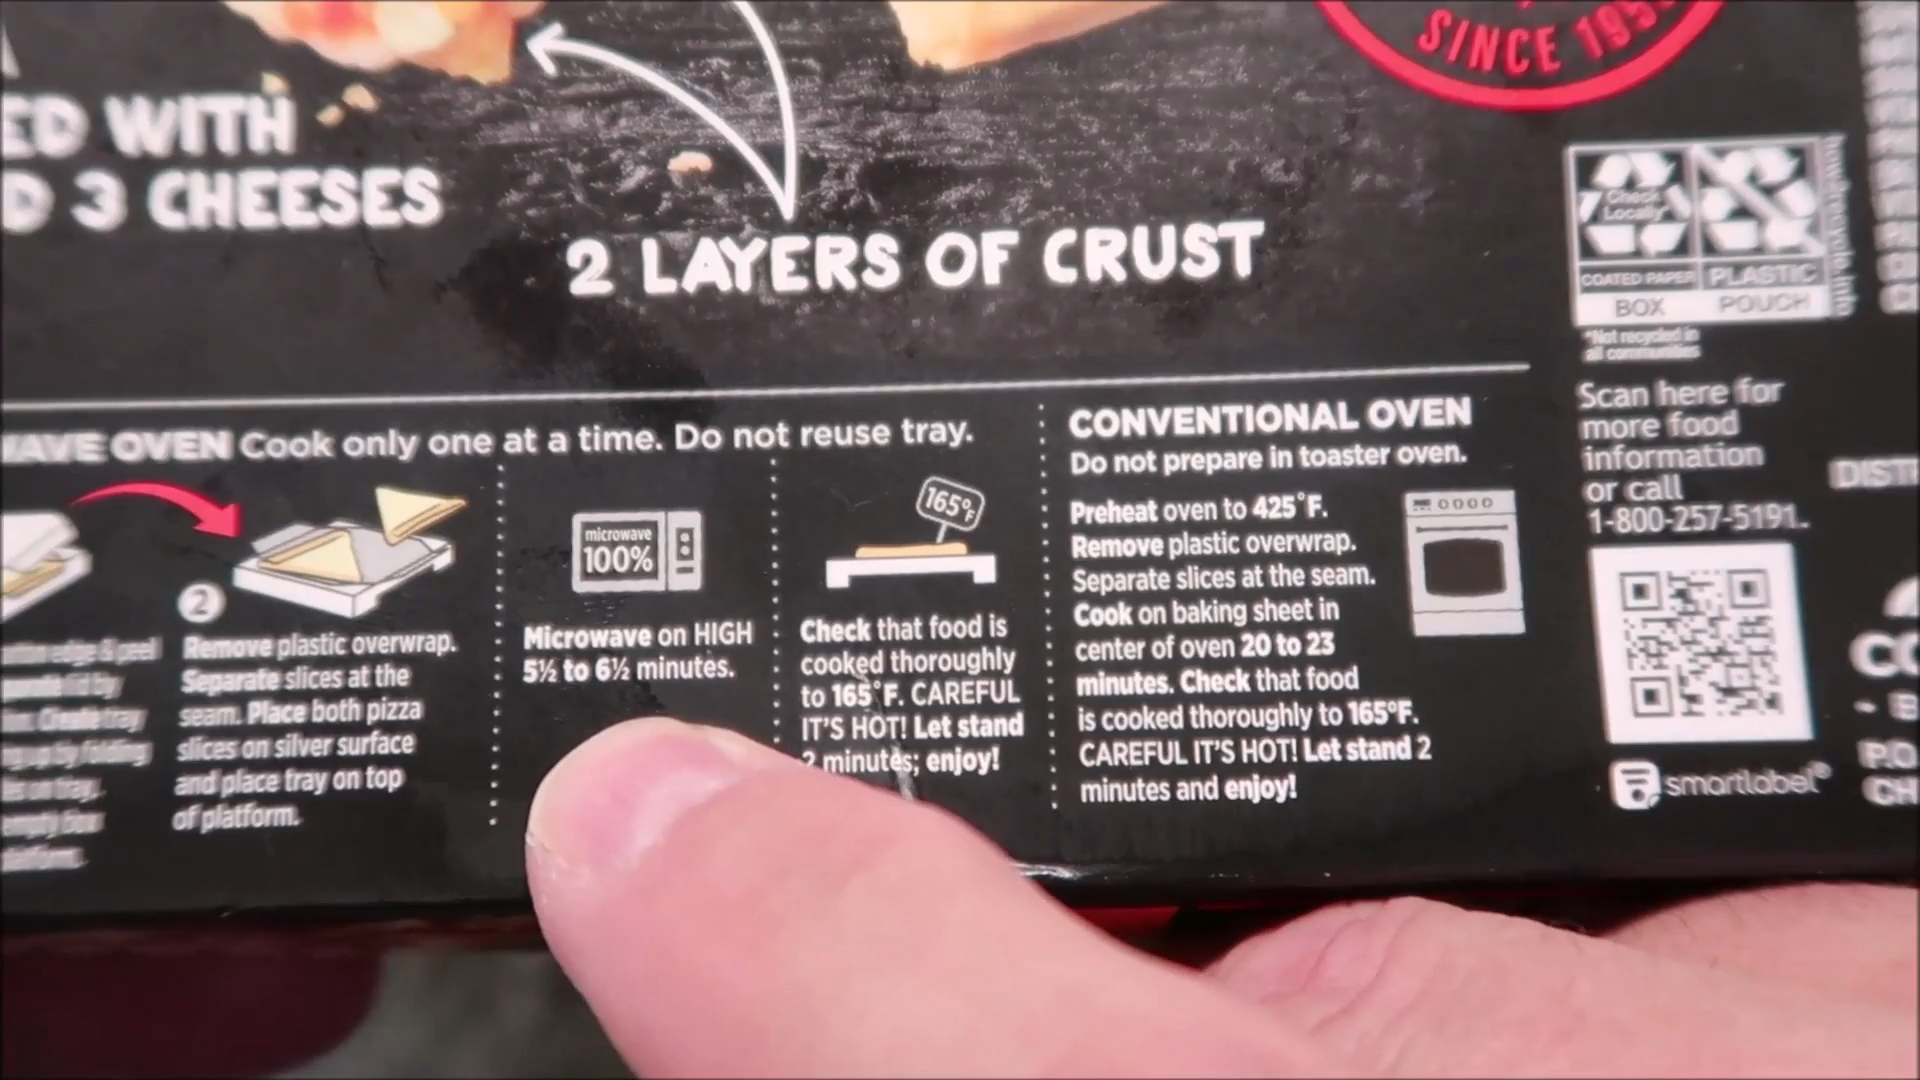 SINCE 195
ED WITH
D 3 CHEESES
2 LAYERS OF CRUST
Check
Locally*
COATED PAPER
BOX
PLASTIC
POUCH
how2recycle.info
*Not recycled in
all communities
Scan here for
more food
information
or call
1-800-257-5191.
smartlabel®
DIST
P.O.
CH
WAVE OVEN Cook only one at a time. Do not reuse tray.
2
Remove plastic overwrap.
Separate slices at the
seam. Place both pizza
slices on silver surface
and place tray on top
of platform.
microwave
100%
Microwave on HIGH
5½ to 6½ minutes.
165°F
Check that food is
cooked thoroughly
to 165°F. CAREFUL
IT'S HOT! Let stand
2 minutes; enjoy!
CONVENTIONAL OVEN
Do not prepare in toaster oven.
Preheat oven to 425°F.
Remove plastic overwrap.
Separate slices at the seam.
Cook on baking sheet in
center of oven 20 to 23
minutes. Check that food
is cooked thoroughly to 165°F.
CAREFUL IT'S HOT! Let stand 2
minutes and enjoy!